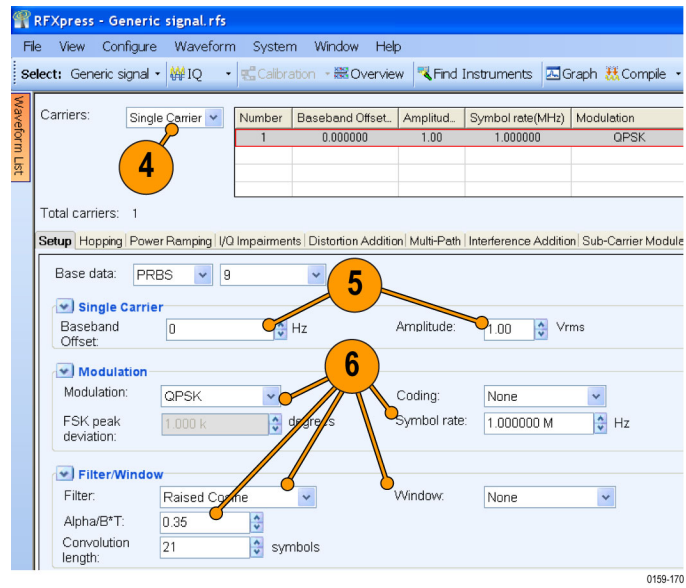 RFXpress - Generic signal.rfs
File View Configure Waveform System Window Help
Select: Generic signal IQ Calibration Overview Find Instruments Graph Compile
Waveform List
Carriers: Single Carrier
Number Baseband Offset... Amplitud... Symbol rate(MHz) Modulation
1 0.000000 1.00 1.000000 QPSK
4
Total carriers: 1
Setup Hopping Power Ramping I/Q Impairments Distortion Addition Multi-Path Interference Addition Sub-Carrier Module
Base data: PRBS 9
5
Single Carrier
Baseband Offset: 0 Hz Amplitude: 1.00 Vrms
6
Modulation
Modulation: QPSK Coding: None
FSK peak deviation: 1.000 k degrees Symbol rate: 1.000000 M Hz
Filter/Window
Filter: Raised Cosine Window: None
Alpha/B*T: 0.35
Convolution length: 21 symbols
0159-170